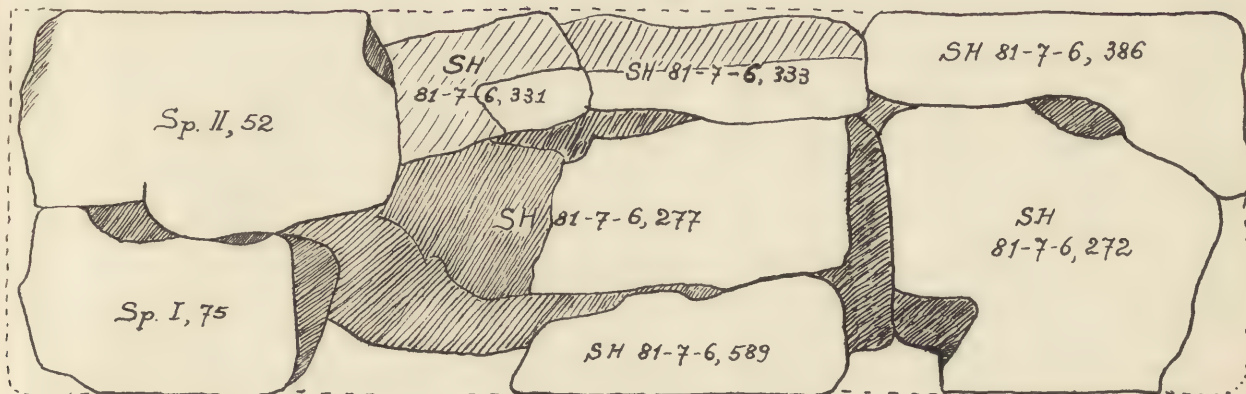 Sp. II, 52
SH
81-7-6, 331
SH 81-7-6, 333
SH 81-7-6, 386
SH 81-7-6, 277
SH
81-7-6, 272
Sp. I, 75
SH 81-7-6, 589